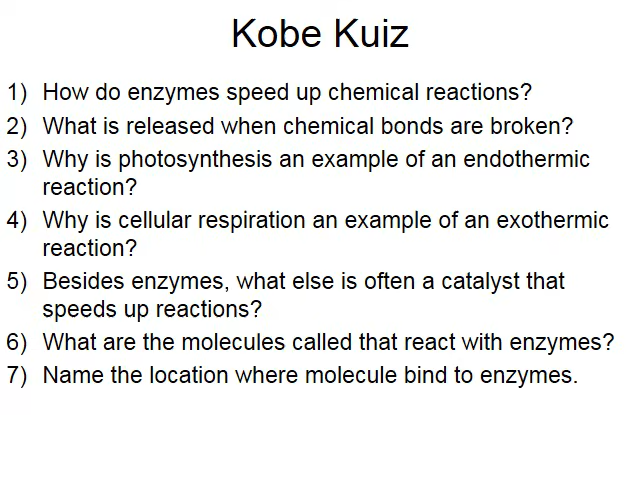 Kobe Kuiz
1) How do enzymes speed up chemical reactions?
2) What is released when chemical bonds are broken?
3) Why is photosynthesis an example of an endothermic
reaction?
4) Why is cellular respiration an example of an exothermic
reaction?
5) Besides enzymes, what else is often a catalyst that
speeds up reactions?
6) What are the molecules called that react with enzymes?
7) Name the location where molecule bind to enzymes.